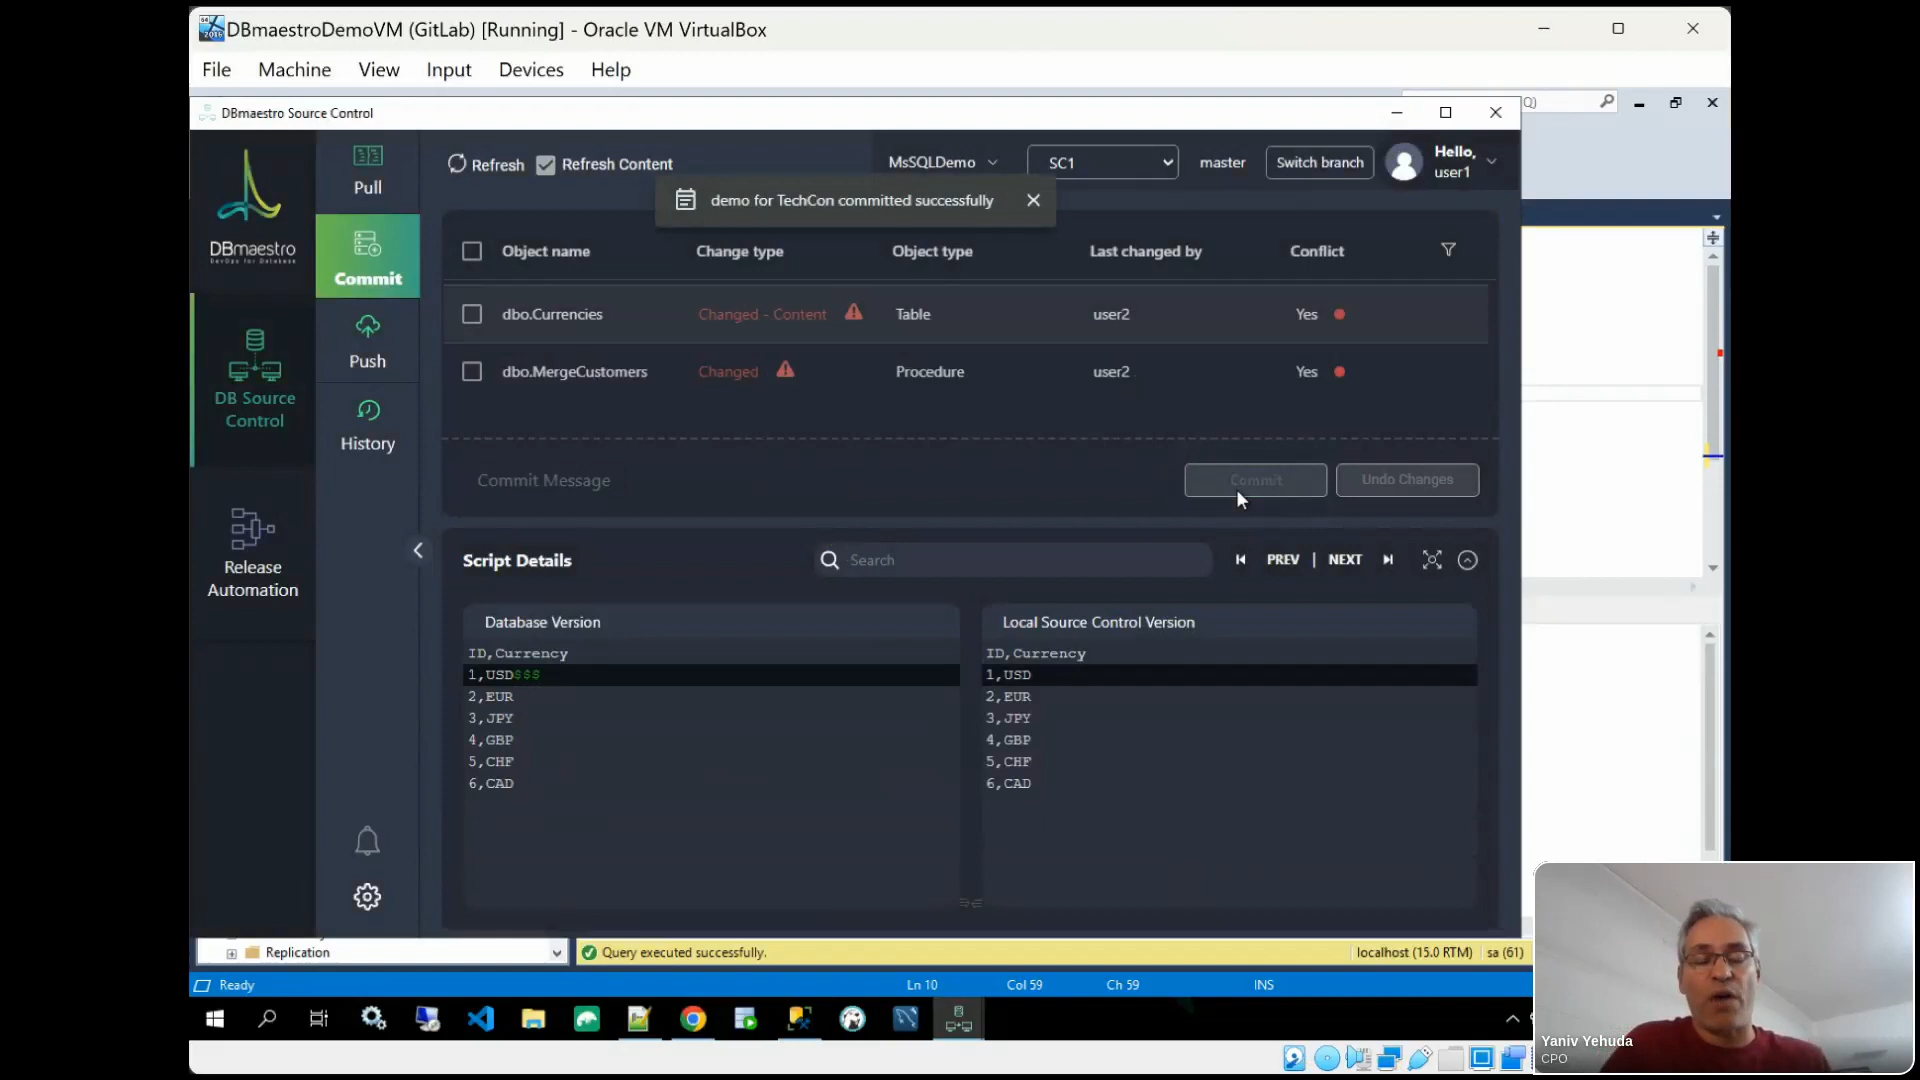 DBmaestroDemoVM (GitLab) [Running] - Oracle VM VirtualBox
File Machine View Input Devices Help
DBmaestro Source Control
Pull
Refresh
Refresh Content
MsSQLDemo
SC1
master
Switch branch
Hello,
user1
demo for TechCon committed successfully
DBmaestro
DevOps for Database
Commit
Object name Change type Object type Last changed by Conflict
dbo.Currencies Changed - Content Table user2 Yes
dbo.MergeCustomers Changed Procedure user2 Yes
Push
DB Source
Control
History
Commit Message
Commit
Undo Changes
Release
Automation
Script Details
Search
PREV | NEXT
Database Version
Local Source Control Version
ID,Currency
1,USD$$$
2,EUR
3,JPY
4,GBP
5,CHF
6,CAD
ID,Currency
1,USD
2,EUR
3,JPY
4,GBP
5,CHF
6,CAD
Replication
Query executed successfully.
localhost (15.0 RTM)
sa (61)
Ready
Ln 10
Col 59
Ch 59
INS
Yaniv Yehuda
CPO